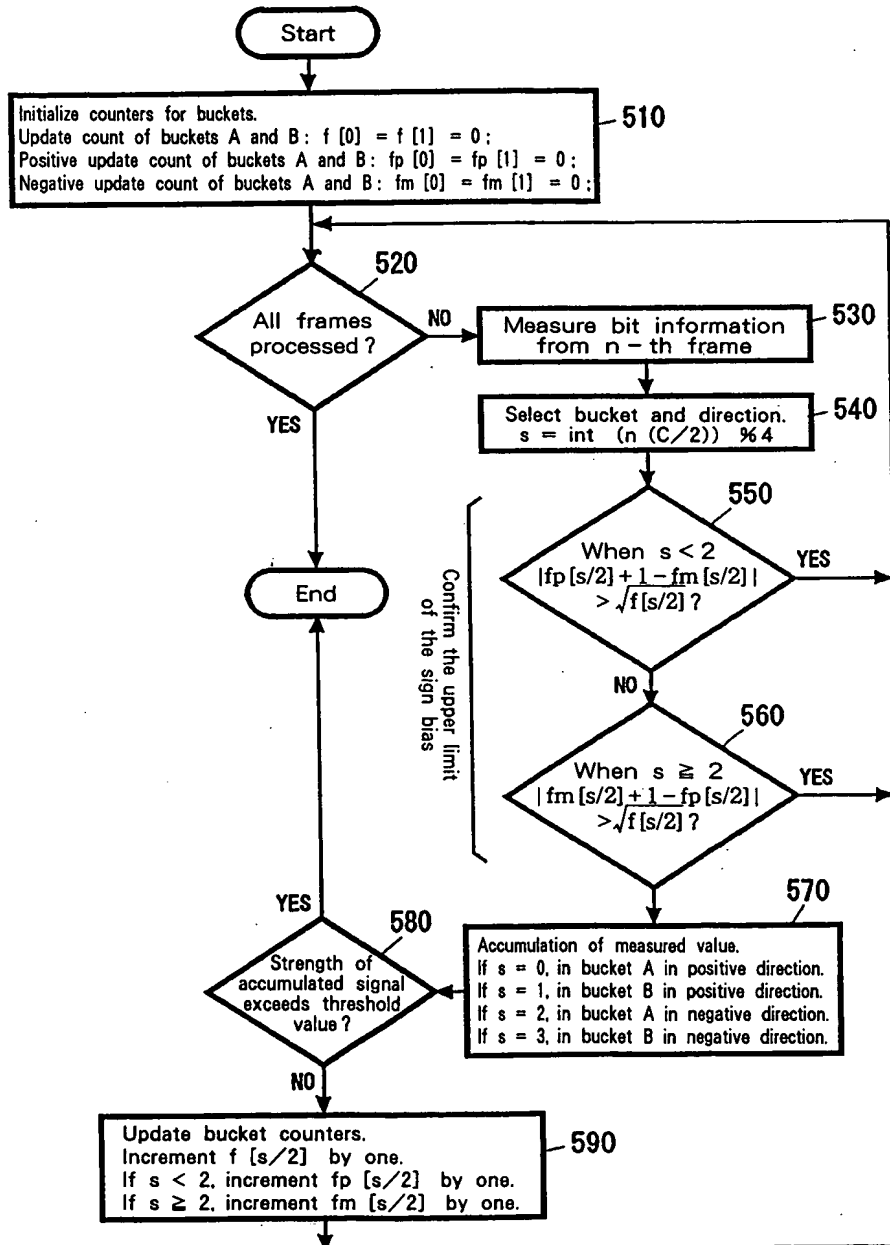 Start
510
Initialize counters for buckets.
Update count of buckets A and B: f [0] = f [1] = 0 ;
Positive update count of buckets A and B: fp [0] = fp [1] = 0 ;
Negative update count of buckets A and B: fm [0] = fm [1] = 0 ;
520
All frames
processed ?
NO
YES
530
Measure bit information
from n - th frame
540
Select bucket and direction.
s = int (n (C/2)) %4
550
When s < 2
|fp [s/2] + 1 - fm [s/2] |
> √f [s/2] ?
YES
NO
End
Confirm the upper limit
of the sign bias
560
When s ≧ 2
| fm [s/2] + 1 - fp [s/2] |
> √f [s/2] ?
YES
570
Accumulation of measured value.
If s = 0, in bucket A in positive direction.
If s = 1, in bucket B in positive direction.
If s = 2, in bucket A in negative direction.
If s = 3, in bucket B in negative direction.
YES
580
Strength of
accumulated signal
exceeds threshold
value ?
NO
590
Update bucket counters.
Increment f [s/2] by one.
If s < 2, increment fp [s/2] by one.
If s ≧ 2, increment fm [s/2] by one.